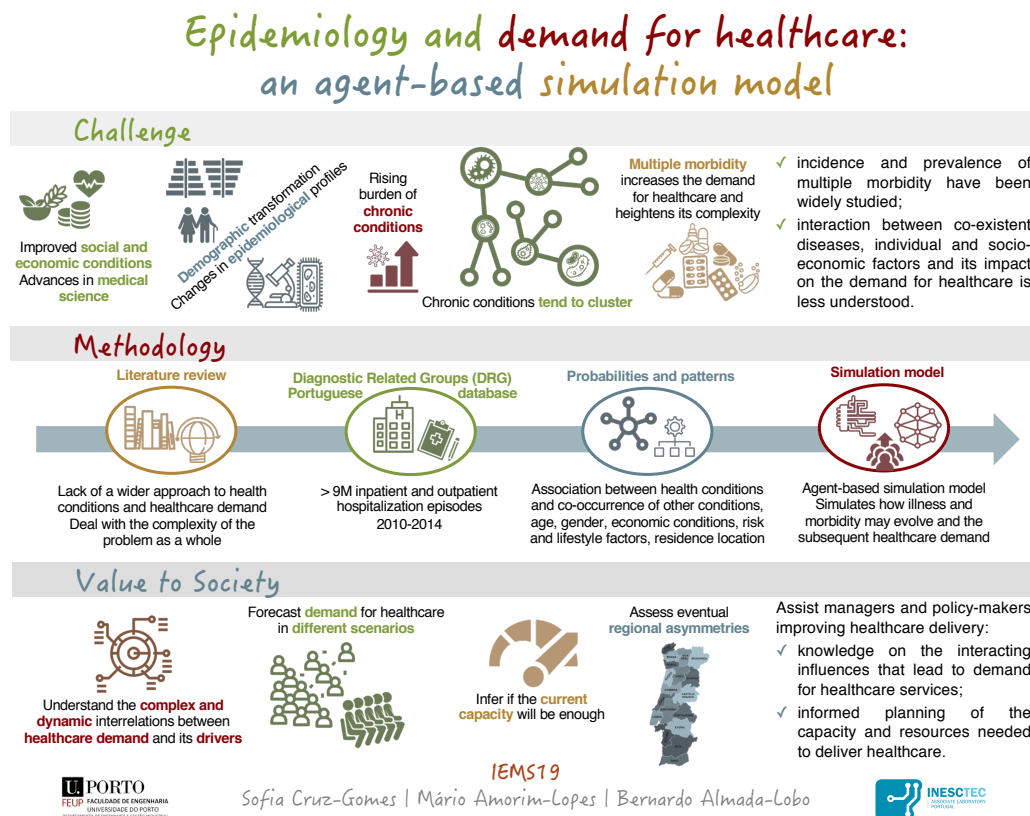 Epidemiology and demand for healthcare:
an agent-based simulation model
Challenge
Improved social and
economic conditions
Advances in medical
science
Demographic transformation
Changes in epidemiological profiles
Rising
burden of
chronic
conditions
Chronic conditions tend to cluster
Multiple morbidity
increases the demand
for healthcare and
heightens its complexity
✓ incidence and prevalence of
multiple morbidity have been
widely studied;
✓ interaction between co-existent
diseases, individual and socio-
economic factors and its impact
on the demand for healthcare is
less understood.
Methodology
Literature review
Lack of a wider approach to health
conditions and healthcare demand
Deal with the complexity of the
problem as a whole
Diagnostic Related Groups (DRG)
Portuguese database
H
> 9M inpatient and outpatient
hospitalization episodes
2010-2014
Probabilities and patterns
Association between health conditions
and co-occurrence of other conditions,
age, gender, economic conditions, risk
and lifestyle factors, residence location
Simulation model
Agent-based simulation model
Simulates how illness and
morbidity may evolve and the
subsequent healthcare demand
Value to Society
Understand the complex and
dynamic interrelations between
healthcare demand and its drivers
Forecast demand for healthcare
in different scenarios
Infer if the current
capacity will be enough
Assess eventual
regional asymmetries
Assist managers and policy-makers
improving healthcare delivery:
✓ knowledge on the interacting
influences that lead to demand
for healthcare services;
✓ informed planning of the
capacity and resources needed
to deliver healthcare.
IEMS19
Sofia Cruz-Gomes | Mário Amorim-Lopes | Bernardo Almada-Lobo
U. PORTO
FEUP FACULDADE DE ENGENHARIA
UNIVERSIDADE DO PORTO
INESCTEC
ASSOCIATE LABORATORY
PORTUGAL